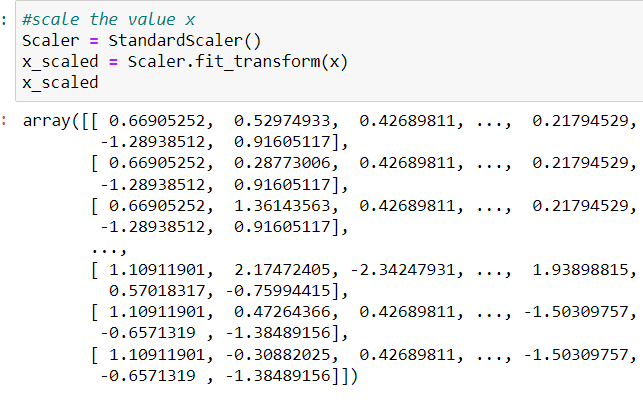 : #scale the value x
Scaler = StandardScaler()
x_scaled = Scaler.fit_transform(x)
x_scaled
: array([[ 0.66905252,  0.52974933,  0.42689811, ...,  0.21794529,
        -1.28938512,  0.91605117],
       [ 0.66905252,  0.28773006,  0.42689811, ...,  0.21794529,
        -1.28938512,  0.91605117],
       [ 0.66905252,  1.36143563,  0.42689811, ...,  0.21794529,
        -1.28938512,  0.91605117],
       ...,
       [ 1.10911901,  2.17472405, -2.34247931, ...,  1.93898815,
         0.57018317, -0.75994415],
       [ 1.10911901,  0.47264366,  0.42689811, ..., -1.50309757,
        -0.6571319 , -1.38489156],
       [ 1.10911901, -0.30882025,  0.42689811, ..., -1.50309757,
        -0.6571319 , -1.38489156]])